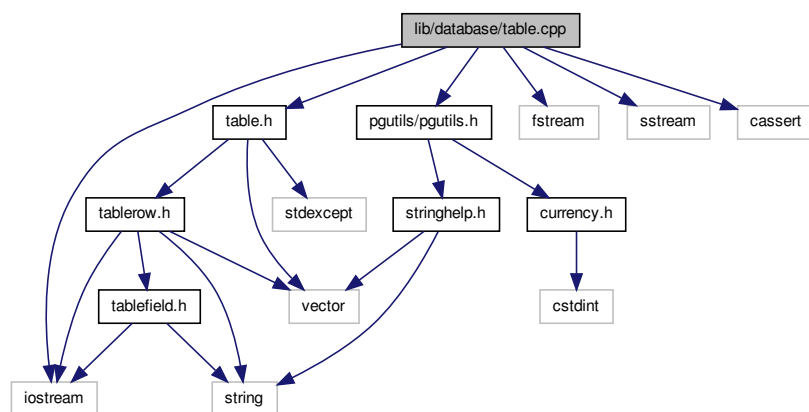 lib/database/table.cpp
table.h
pgutils/pgutils.h
fstream
sstream
cassert
tablerow.h
stdexcept
stringhelp.h
currency.h
tablefield.h
vector
cstdint
iostream
string